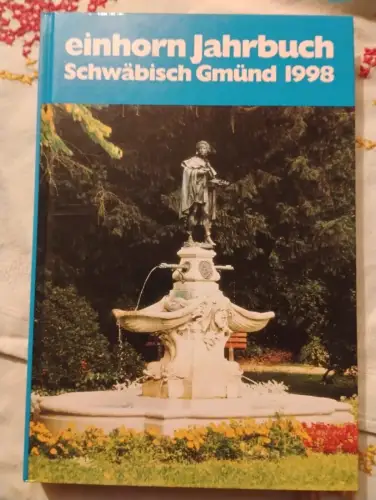 einhorn Jahrbuch
Schwäbisch Gmünd 1998